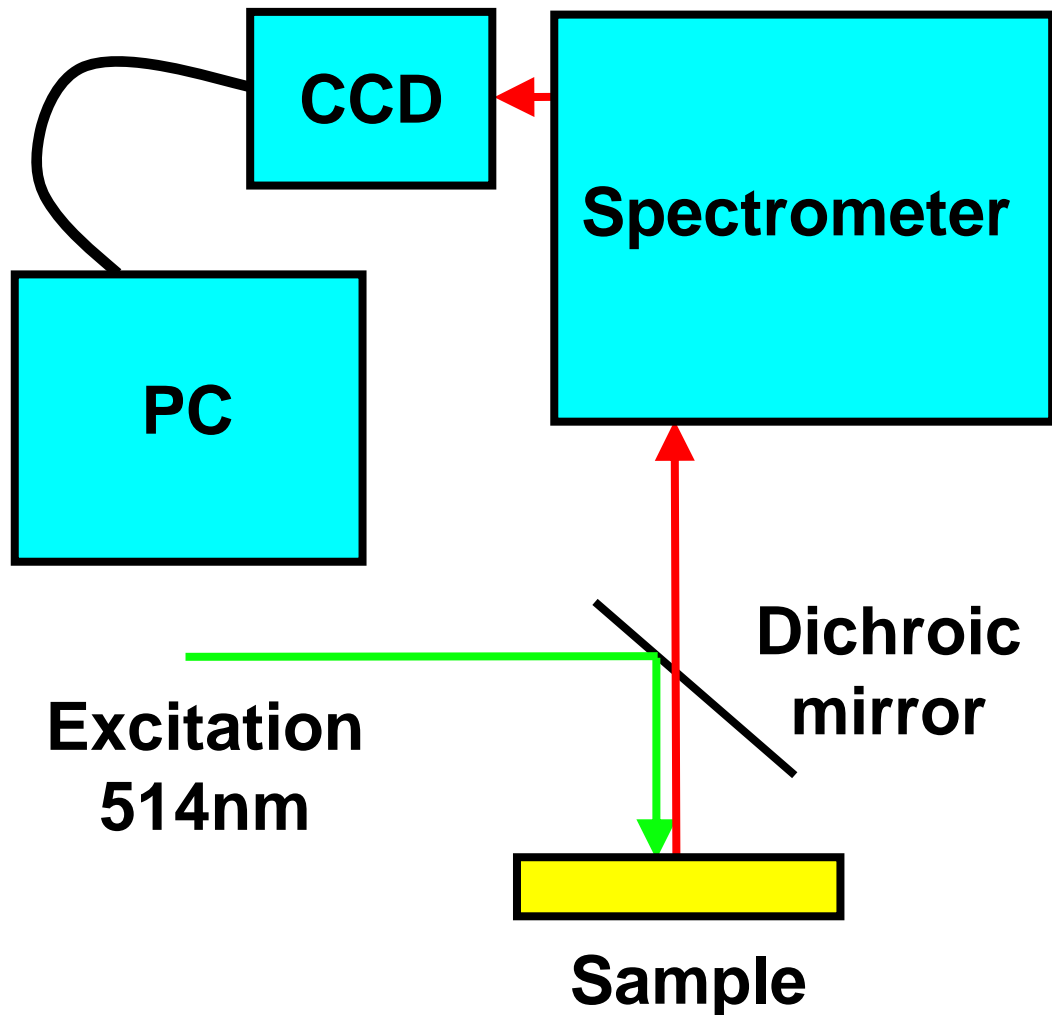 CCD
Spectrometer
PC
Dichroic
mirror
Excitation
514nm
Sample